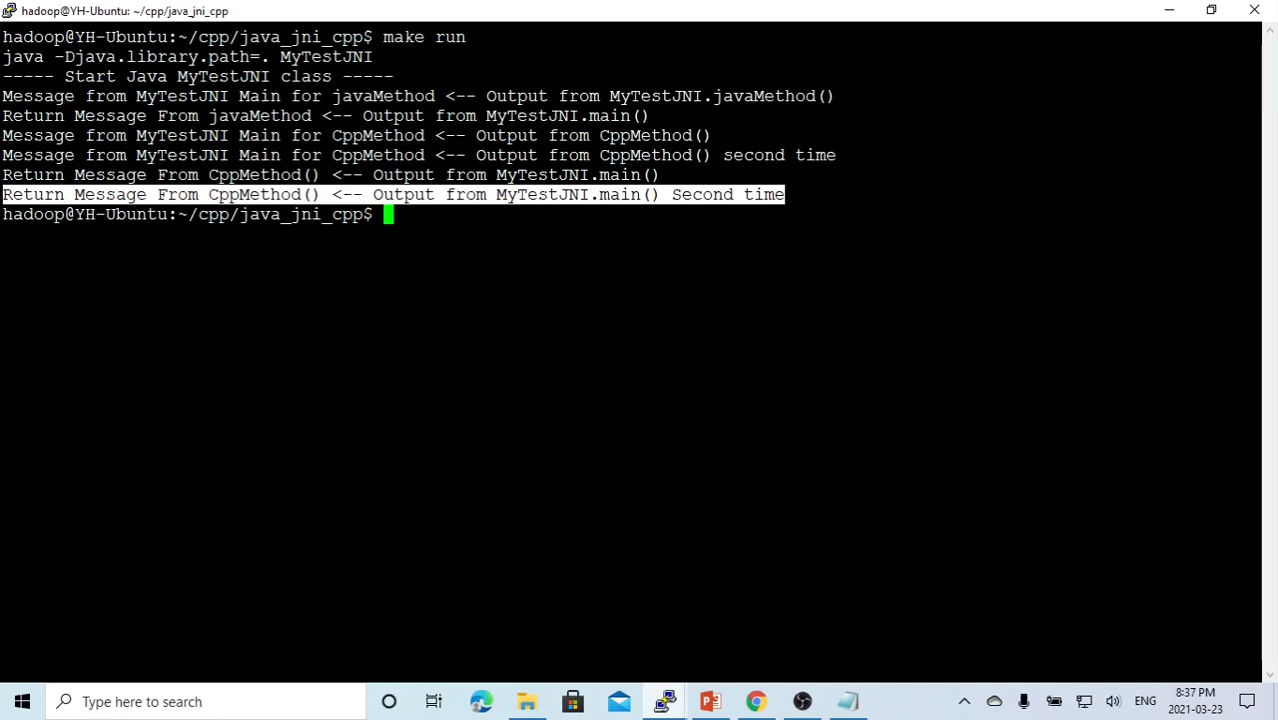 hadoop@YH-Ubuntu: ~/cpp/java_jni_cpp
hadoop@YH-Ubuntu:~/cpp/java_jni_cpp$ make run
java -Djava.library.path=. MyTestJNI
----- Start Java MyTestJNI class -----
Message from MyTestJNI Main for javaMethod <-- Output from MyTestJNI.javaMethod()
Return Message From javaMethod <-- Output from MyTestJNI.main()
Message from MyTestJNI Main for CppMethod <-- Output from CppMethod()
Message from MyTestJNI Main for CppMethod <-- Output from CppMethod() second time
Return Message From CppMethod() <-- Output from MyTestJNI.main()
Return Message From CppMethod() <-- Output from MyTestJNI.main() Second time
hadoop@YH-Ubuntu:~/cpp/java_jni_cpp$
Type here to search
ENG
8:37 PM
2021-03-23